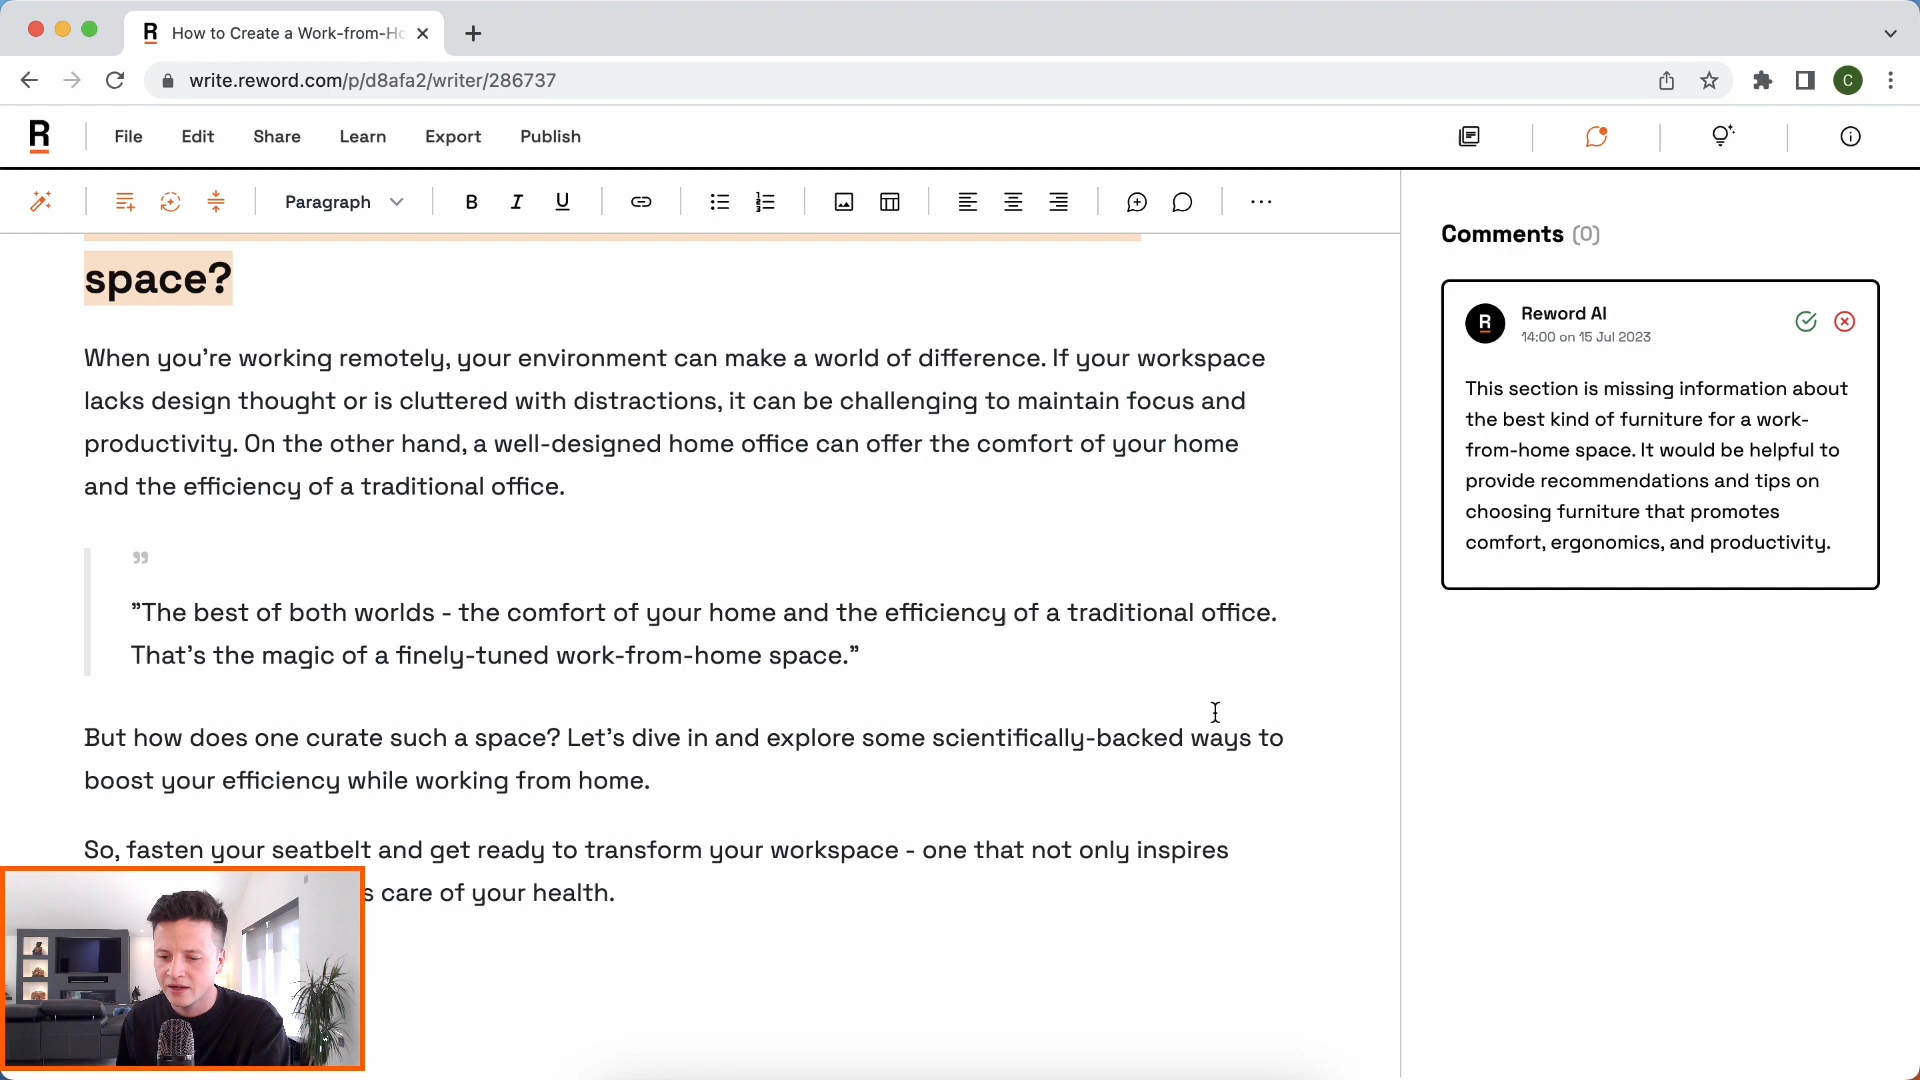 R How to Create a Work-from-Ho
write.reword.com/p/d8afa2/writer/286737
C
R File Edit Share Learn Export Publish
Paragraph B I U
space?
When you're working remotely, your environment can make a world of difference. If your workspace
lacks design thought or is cluttered with distractions, it can be challenging to maintain focus and
productivity. On the other hand, a well-designed home office can offer the comfort of your home
and the efficiency of a traditional office.
”
”The best of both worlds - the comfort of your home and the efficiency of a traditional office.
That's the magic of a finely-tuned work-from-home space.”
But how does one curate such a space? Let's dive in and explore some scientifically-backed ways to
boost your efficiency while working from home.
So, fasten your seatbelt and get ready to transform your workspace - one that not only inspires
s care of your health.
Comments (0)
R Reword AI
14:00 on 15 Jul 2023
This section is missing information about
the best kind of furniture for a work-
from-home space. It would be helpful to
provide recommendations and tips on
choosing furniture that promotes
comfort, ergonomics, and productivity.